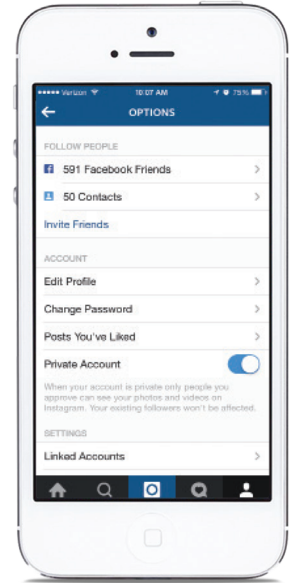 Verizon 10:07 AM 75%
OPTIONS
FOLLOW PEOPLE
591 Facebook Friends
50 Contacts
Invite Friends
ACCOUNT
Edit Profile
Change Password
Posts You've Liked
Private Account
When your account is private only people you
approve can see your photos and videos on
Instagram. Your existing followers won't be affected.
SETTINGS
Linked Accounts